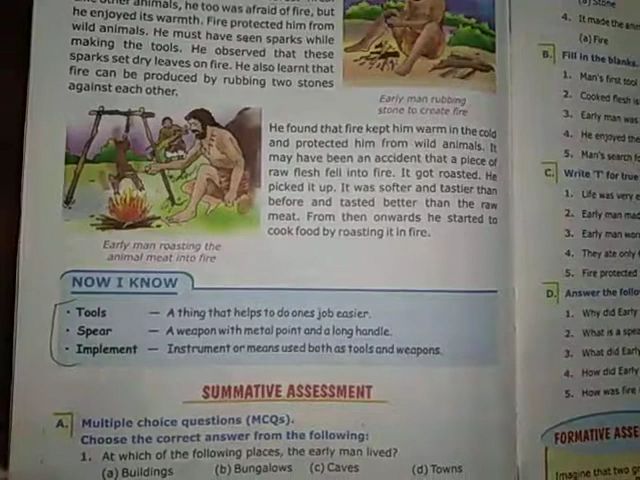 other animals, he too was afraid of fire, but
he enjoyed its warmth. Fire protected him from
wild animals. He must have seen sparks while
making the tools. He observed that these
sparks set dry leaves on fire. He also learnt that
fire can be produced by rubbing two stones
against each other.
Early man rubbing
stone to create fire
He found that fire kept him warm in the cold
and protected him from wild animals. It
may have been an accident that a piece of
raw flesh fell into fire. It got roasted. He
picked it up. It was softer and tastier than
before and tasted better than the raw
meat. From then onwards he started to
cook food by roasting it in fire.
Early man roasting the
animal meat into fire
NOW I KNOW
• Tools — A thing that helps to do ones job easier.
• Spear — A weapon with metal point and a long handle.
• Implement — Instrument or means used both as tools and weapons.
SUMMATIVE ASSESSMENT
A. Multiple choice questions (MCQs).
Choose the correct answer from the following:
1. At which of the following places, the early man lived?
(a) Buildings (b) Bungalows (c) Caves (d) Towns
(a) Stone
4. It made the
(a) Fire
B. Fill in the blanks.
1. Man's first tool
2. Cooked flesh
3. Early man was
4. He enjoyed the
5. Man's search
C. Write 'T' for true
1. Life was very
2. Early man
3. Early man
4. They ate only
5. Fire protected
D. Answer the
1. Why did Early
2. What is a
3. What did Early
4. How did Early
5. How was fire
FORMATIVE
Imagine that two